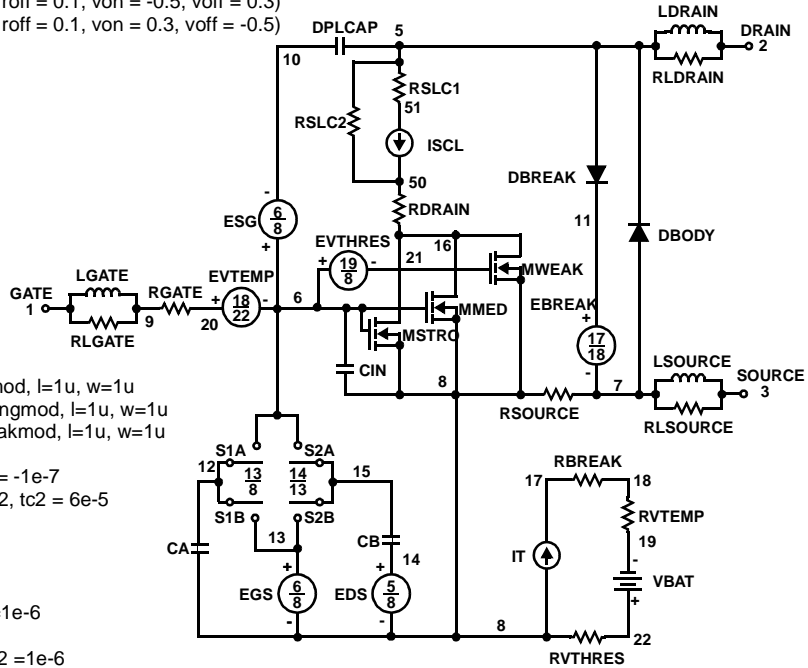 roff = 0.1, von = -0.5, voff = 0.3)
roff = 0.1, von = 0.3, voff = -0.5)
LDRAIN
DPLCAP
5
DRAIN
2
10
RLDRAIN
RSLC1
51
RSLC2
ISCL
50
DBREAK
-
ESG
6
8
+
RDRAIN
11
DBODY
EVTHRES
16
+
19
8
-
21
MWEAK
LGATE
EVTEMP
GATE
1
RGATE
+
18
22
-
6
MMED
EBREAK
+
9
20
MSTRO
RLGATE
17
18
-
CIN
LSOURCE
8
7
SOURCE
3
RSOURCE
RLSOURCE
od, l=1u, w=1u
ngmod, l=1u, w=1u
akmod, l=1u, w=1u
= -1e-7
2, tc2 = 6e-5
=1e-6
2 =1e-6
S1A
S2A
12
13
8
14
13
15
S1B
S2B
13
CA
CB
14
+
+
EGS
6
8
EDS
5
8
-
-
RBREAK
17
18
RVTEMP
19
IT
-
VBAT
+
8
22
RVTHRES